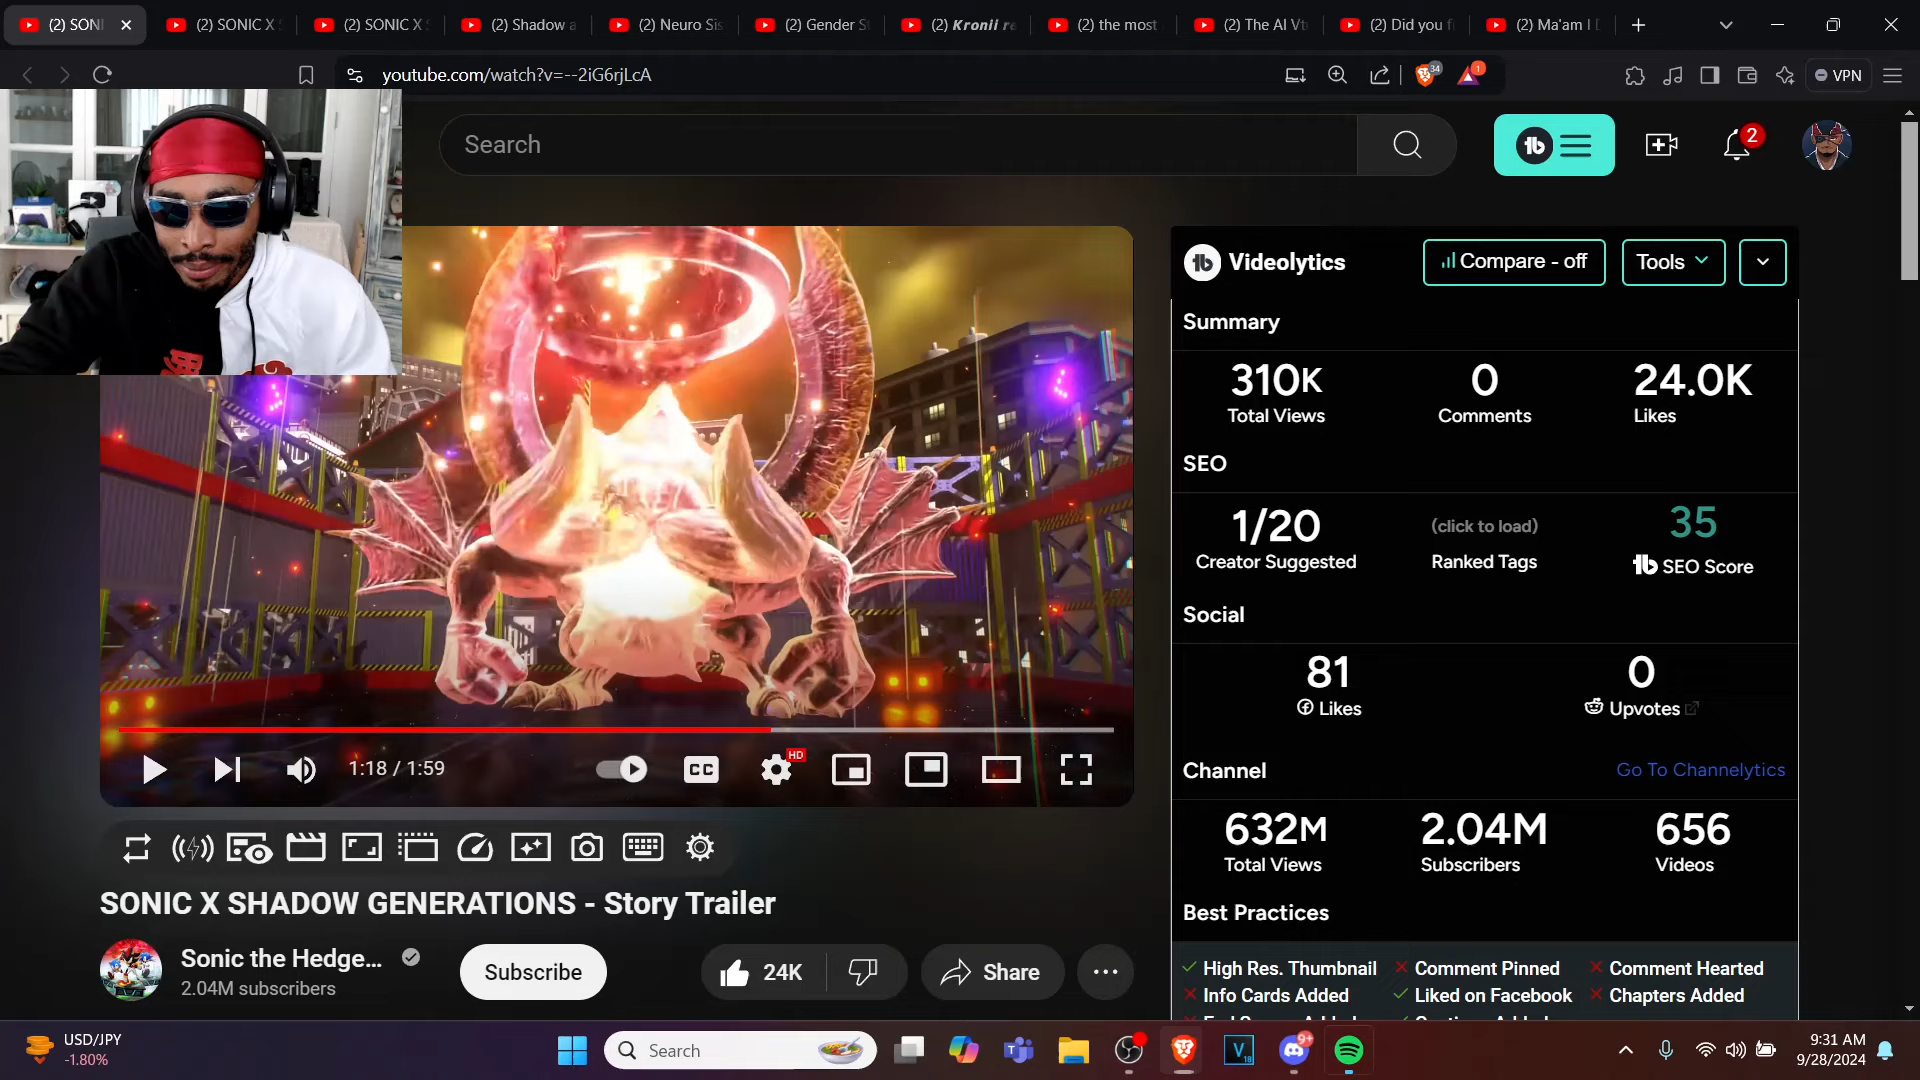 (2) SONI
(2) SONIC X S
(2) SONIC X S
(2) Shadow a
(2) Neuro Sis
(2) Gender S
(2) Kronii re
(2) the most
(2) The AI Vt
(2) Did you f
(2) Ma'am I D
youtube.com/watch?v=--2iG6rjLcA
34
1
VPN
Search
2
Videolytics
Compare - off
Tools
Summary
310K
0
24.0K
Total Views
Comments
Likes
SEO
1/20
(click to load)
35
Creator Suggested
Ranked Tags
SEO Score
Social
81
0
Likes
Upvotes
1:18 / 1:59
CC
HD
Channel
Go To Channelytics
632M
2.04M
656
Total Views
Subscribers
Videos
SONIC X SHADOW GENERATIONS - Story Trailer
Best Practices
Sonic the Hedge...
2.04M subscribers
Subscribe
24K
Share
High Res. Thumbnail
Comment Pinned
Comment Hearted
Info Cards Added
Liked on Facebook
Chapters Added
USD/JPY
-1.80%
Search
9+
9:31 AM
9/28/2024